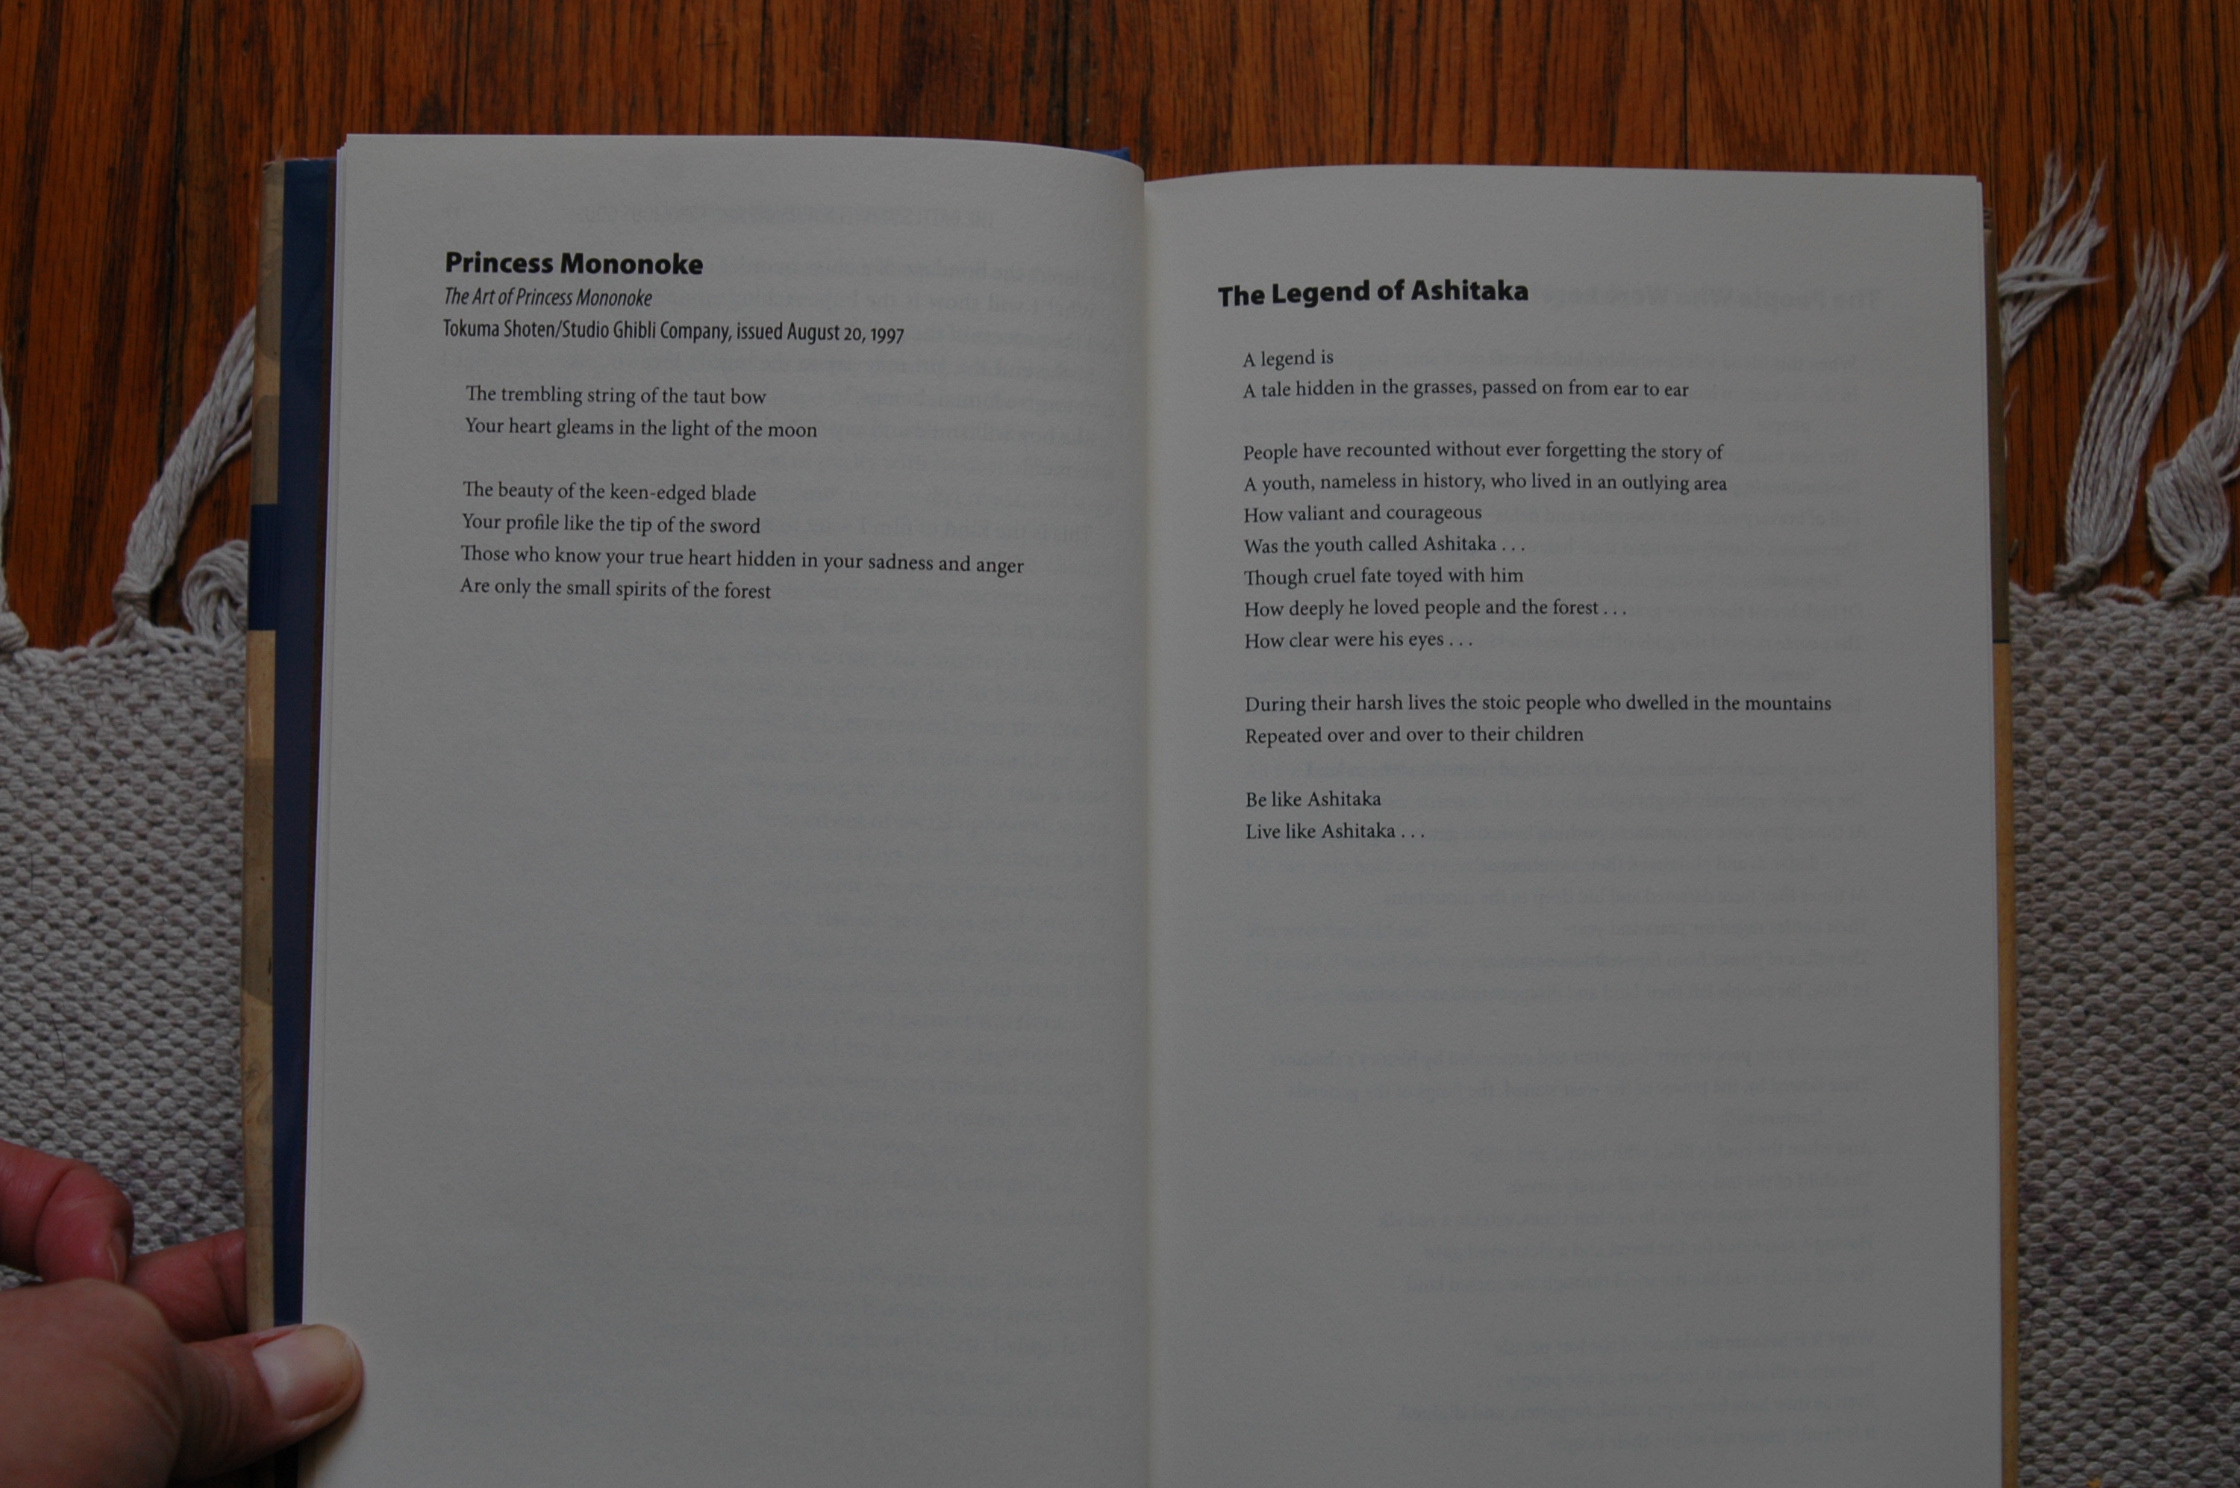 Princess Mononoke
The Art of Princess Mononoke
Tokuma Shoten/Studio Ghibli Company, issued August 20, 1997
The trembling string of the taut bow
Your heart gleams in the light of the moon
The beauty of the keen-edged blade
Your profile like the tip of the sword
Those who know your true heart hidden in your sadness and anger
Are only the small spirits of the forest
The Legend of Ashitaka
A legend is
A tale hidden in the grasses, passed on from ear to ear
People have recounted without ever forgetting the story of
A youth, nameless in history, who lived in an outlying area
How valiant and courageous
Was the youth called Ashitaka . . .
Though cruel fate toyed with him
How deeply he loved people and the forest . . .
How clear were his eyes . . .
During their harsh lives the stoic people who dwelled in the mountains
Repeated over and over to their children
Be like Ashitaka
Live like Ashitaka . . .